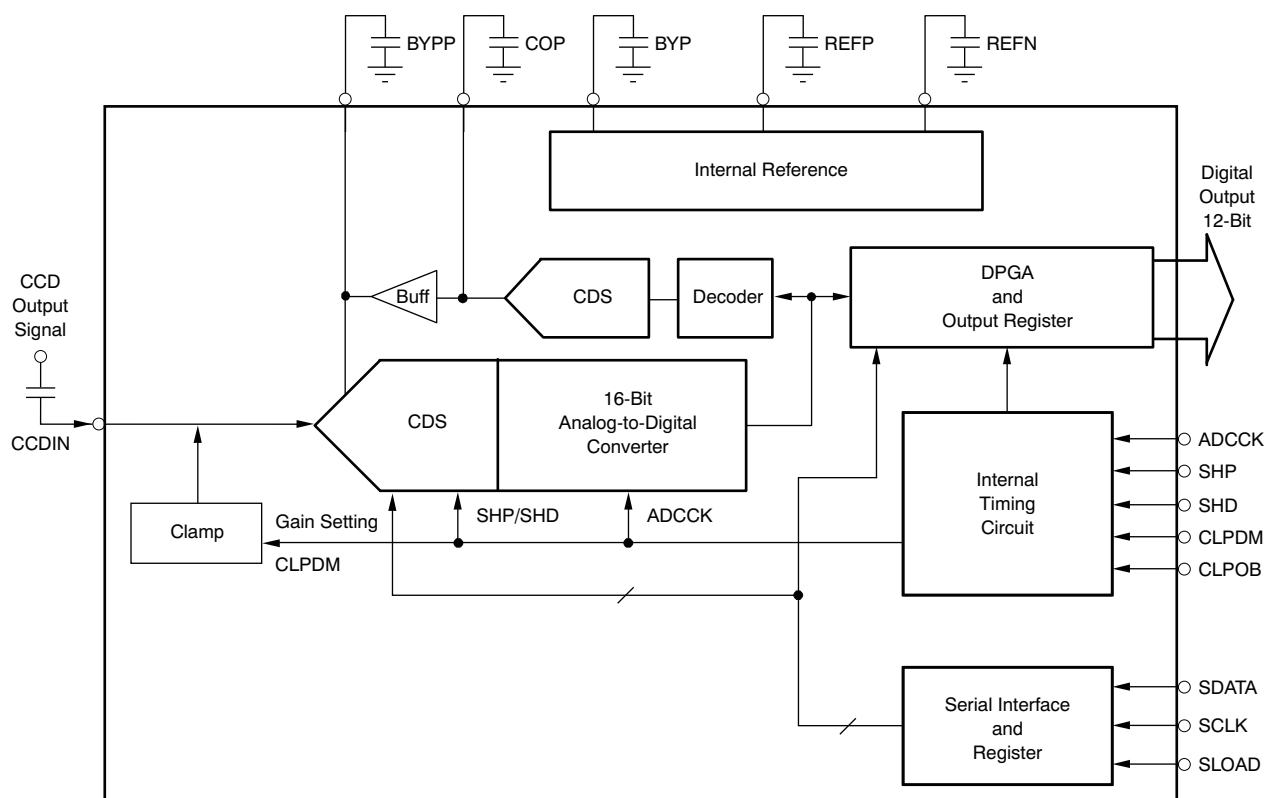 BYPP
COP
BYP
REFP
REFN
Internal Reference
Digital
Output
12-Bit
CCD
Output
Signal
Buff
CDS
Decoder
DPGA
and
Output Register
CCDIN
CDS
16-Bit
Analog-to-Digital
Converter
Internal
Timing
Circuit
ADCCK
SHP
SHD
CLPDM
CLPOB
Clamp
Gain Setting
CLPDM
SHP/SHD
ADCCK
Serial Interface
and
Register
SDATA
SCLK
SLOAD